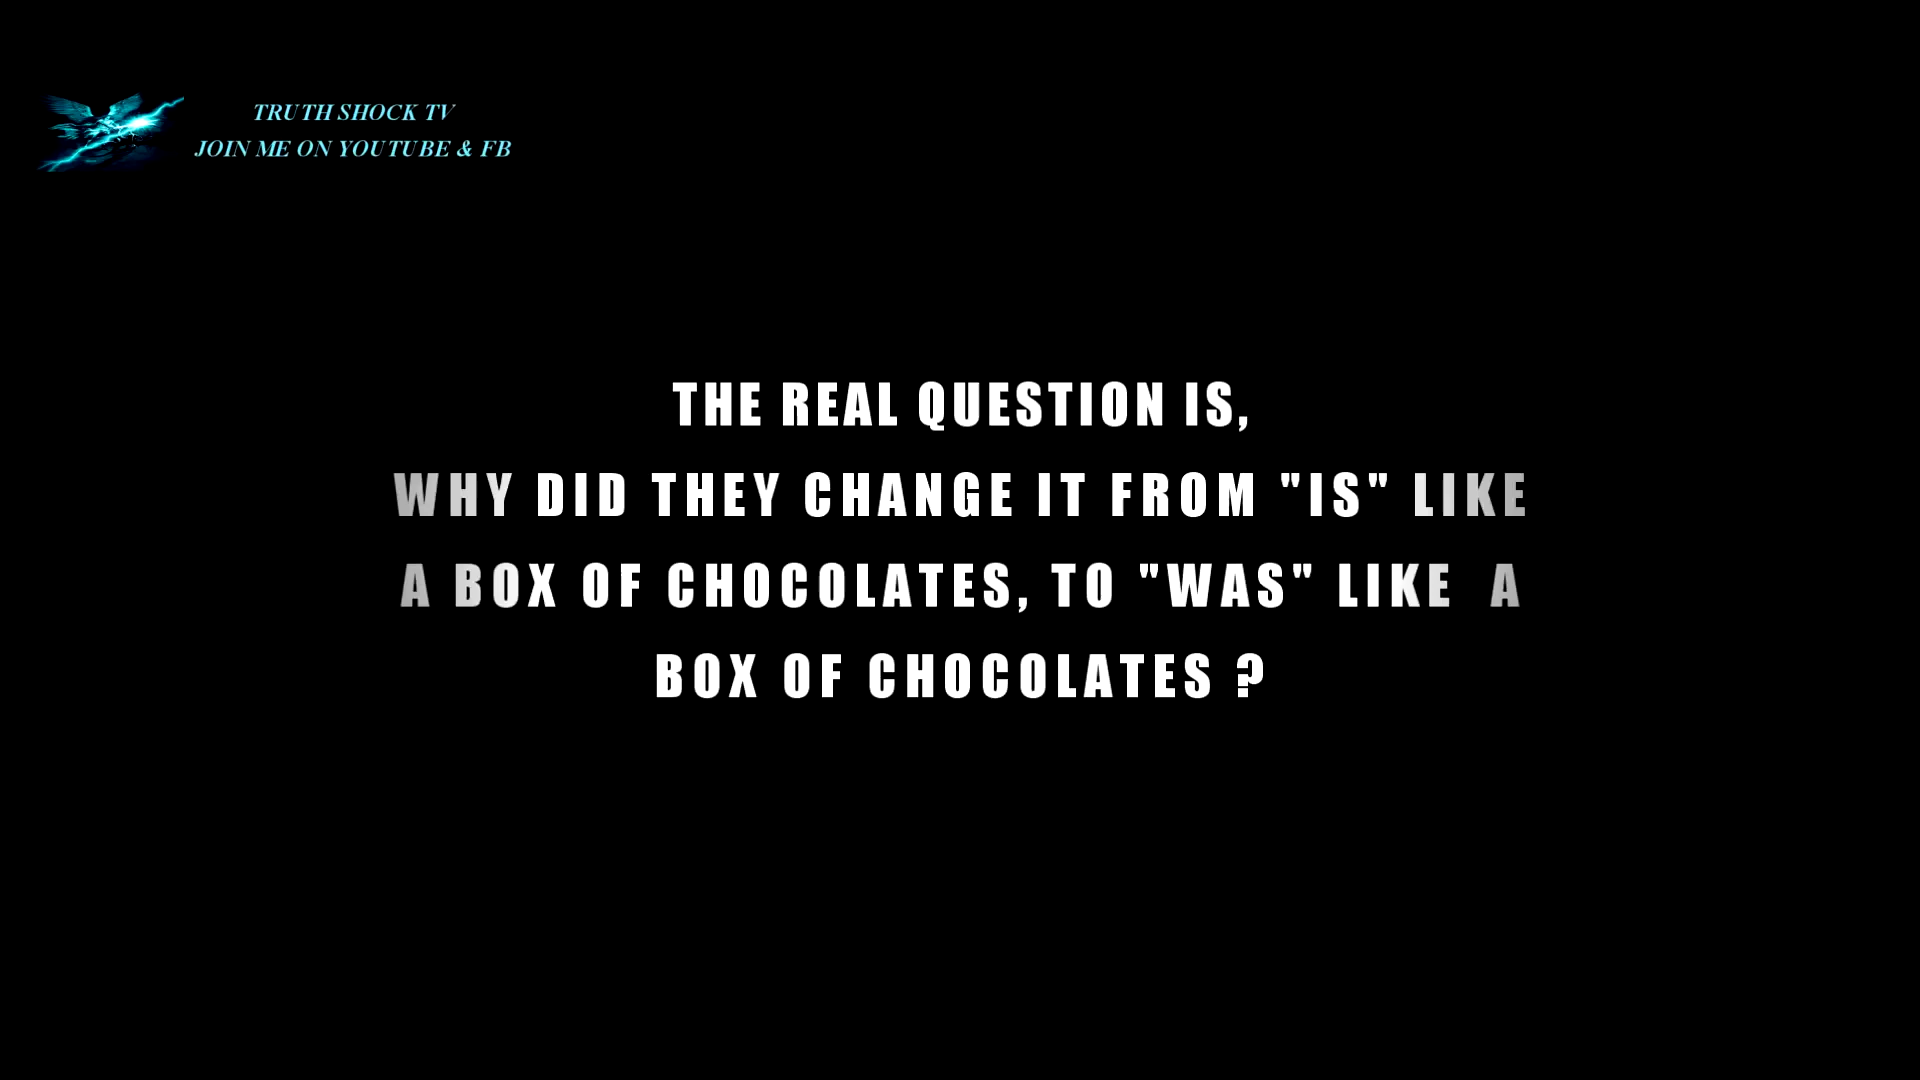 TRUTH SHOCK TV
JOIN ME ON YOUTUBE & FB
THE REAL QUESTION IS,
WHY DID THEY CHANGE IT FROM "IS" LIKE
A BOX OF CHOCOLATES, TO "WAS" LIKE A
BOX OF CHOCOLATES ?